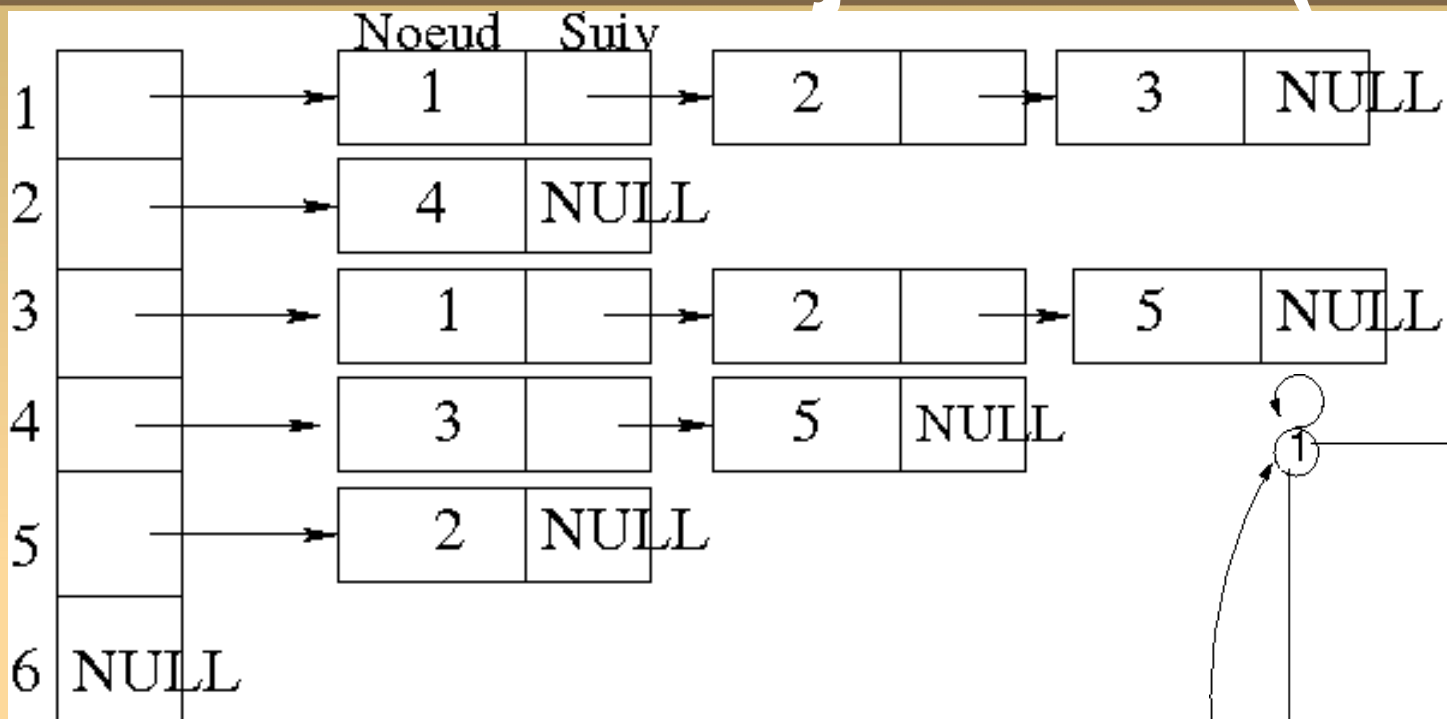 Noeud Suiv
1 1 2 3 NULL
2 4 NULL
3 1 2 5 NULL
4 3 5 NULL
1
5 2 NULL
6 NULL